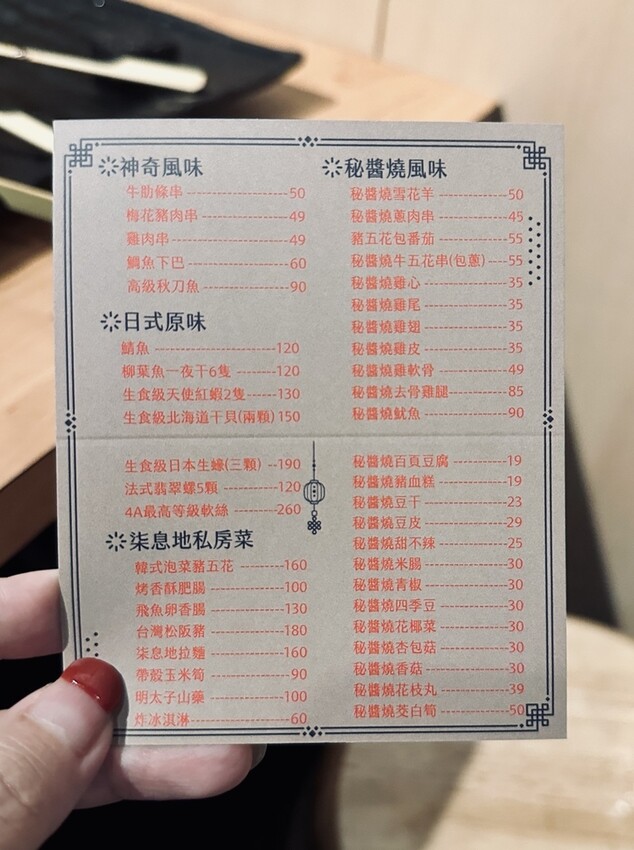 神奇風味
牛肋條串 50
梅花豬肉串 49
雞肉串 49
鯛魚下巴 60
高級秋刀魚 90
日式原味
鯖魚 120
柳葉魚一夜干6隻 120
生食級天使紅蝦2隻 130
生食級北海道干貝(兩顆) 150
生食級日本生蠔(三顆) 190
法式翡翠螺5顆 120
4A最高等級軟絲 260
柒息地私房菜
韓式泡菜豬五花 160
烤香酥肥腸 100
飛魚卵香腸 130
台灣松阪豬 180
柒息地拉麵 160
帶殼玉米筍 90
明太子山藥 100
炸冰淇淋 60
秘醬燒風味
秘醬燒雪花羊 50
秘醬燒蔥肉串 45
豬五花包番茄 55
秘醬燒牛五花串(包蔥) 55
秘醬燒雞心 35
秘醬燒雞尾 35
秘醬燒雞翅 35
秘醬燒雞皮 35
秘醬燒雞軟骨 49
秘醬燒去骨雞腿 85
秘醬燒魷魚 90
秘醬燒百頁豆腐 19
秘醬燒豬血糕 19
秘醬燒豆干 23
秘醬燒豆皮 29
秘醬燒甜不辣 25
秘醬燒米腸 30
秘醬燒青椒 30
秘醬燒四季豆 30
秘醬燒花椰菜 30
秘醬燒杏包菇 30
秘醬燒香菇 30
秘醬燒花枝丸 39
秘醬燒茭白筍 50